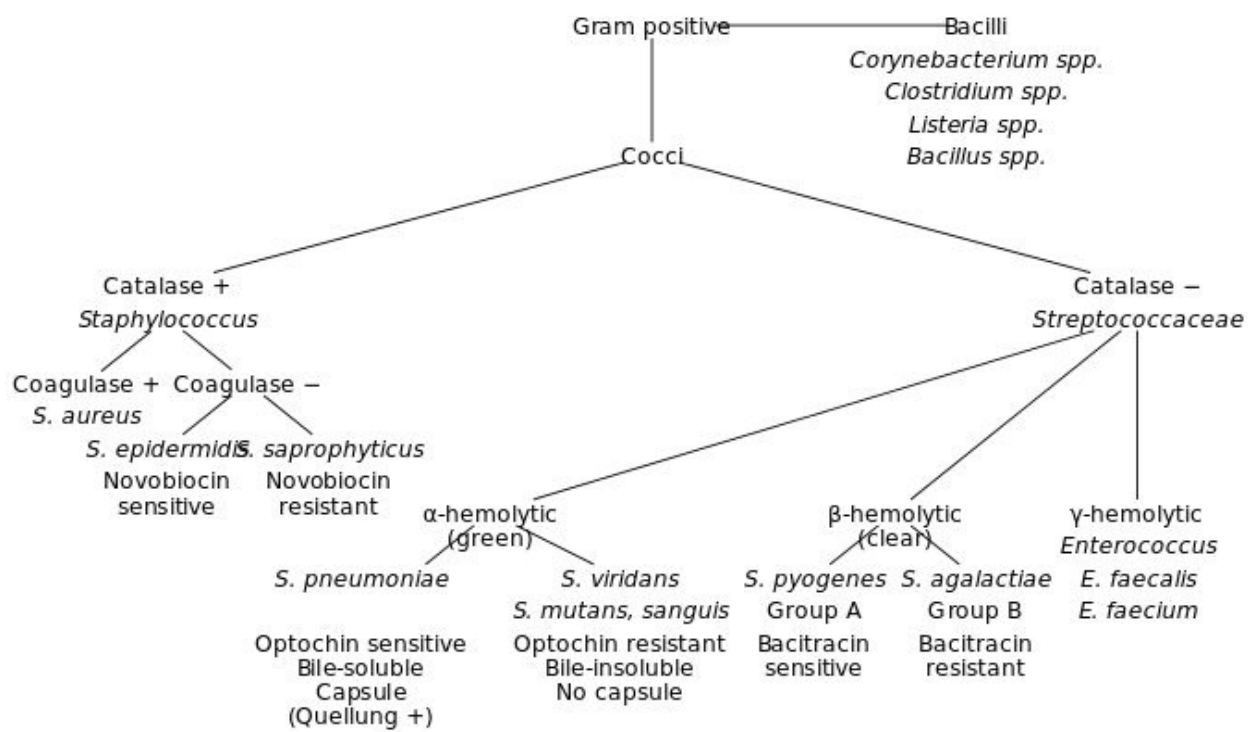 Gram positive
Bacilli
Corynebacterium spp.
Clostridium spp.
Listeria spp.
Bacillus spp.
Cocci
Catalase +
Staphylococcus
Catalase −
Streptococcaceae
Coagulase +
S. aureus
Coagulase −
S. epidermidis
Novobiocin
sensitive
S. saprophyticus
Novobiocin
resistant
α-hemolytic
(green)
S. pneumoniae
Optochin sensitive
Bile-soluble
Capsule
(Quellung +)
S. viridans
S. mutans, sanguis
Optochin resistant
Bile-insoluble
No capsule
β-hemolytic
(clear)
S. pyogenes
Group A
Bacitracin
sensitive
S. agalactiae
Group B
Bacitracin
resistant
γ-hemolytic
Enterococcus
E. faecalis
E. faecium